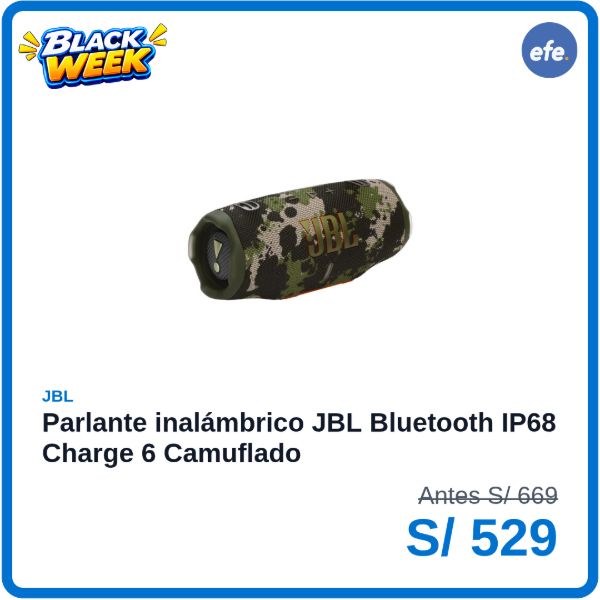 BLACK
WEEK
efe.
JBL
JBL
Parlante inalámbrico JBL Bluetooth IP68
Charge 6 Camuflado
Antes S/ 669
S/ 529